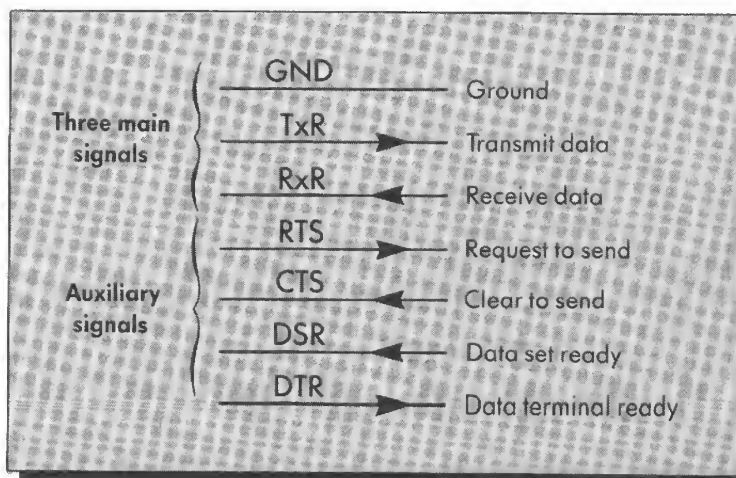 GND
Ground
Three main
signals
TxR
Transmit data
RxR
Receive data
RTS
Request to send
Auxiliary
signals
CTS
Clear to send
DSR
Data set ready
DTR
Data terminal ready